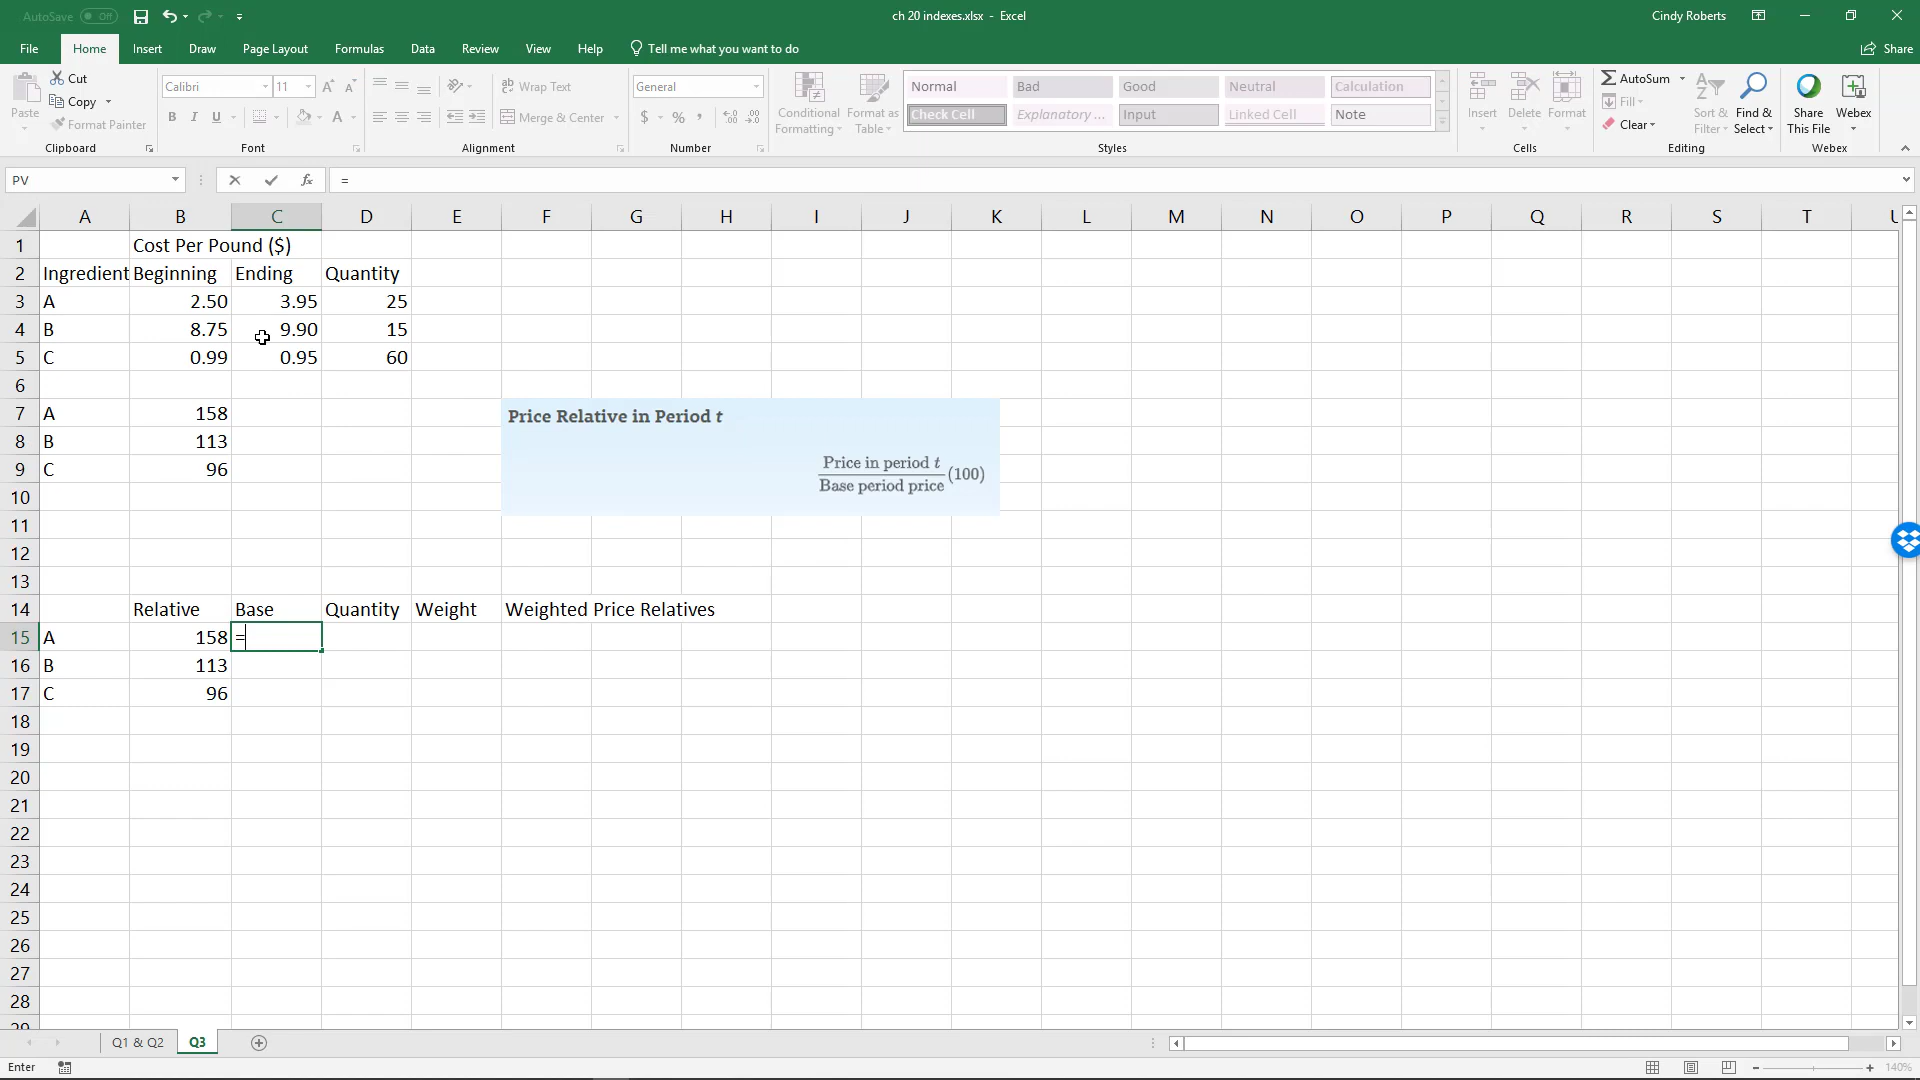 AutoSave Off
ch 20 indexes.xlsx - Excel
Cindy Roberts
File Home Insert Draw Page Layout Formulas Data Review View Help Tell me what you want to do Share
Paste
Cut
Copy
Format Painter
Clipboard
Calibri 11
B I U
Font
Wrap Text
Merge & Center
Alignment
General
$ % ,
Number
Conditional Formatting
Format as Table
Normal Bad Good Neutral Calculation
Check Cell Explanatory ... Input Linked Cell Note
Styles
Insert Delete Format
Cells
AutoSum
Fill
Clear
Sort & Filter
Find & Select
Editing
Share This File
Webex
Webex
PV fx =
A B C D E F G H I J K L M N O P Q R S T U
1 Cost Per Pound ($)
2 Ingredient Beginning Ending Quantity
3 A 2.50 3.95 25
4 B 8.75 9.90 15
5 C 0.99 0.95 60
6
7 A 158
8 B 113
9 C 96
Price Relative in Period t
Price in period t
Base period price
(100)
10
11
12
13
14 Relative Base Quantity Weight Weighted Price Relatives
15 A 158 =
16 B 113
17 C 96
18
19
20
21
22
23
24
25
26
27
28
29
Q1 & Q2 Q3
Enter
140%